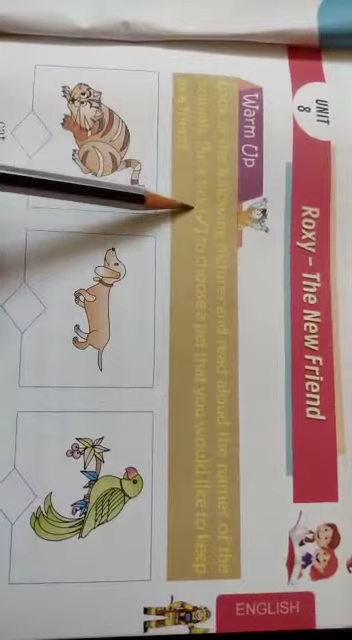 UNIT
8
Roxy – The New Friend
Warm Up
Look at the following pictures and read aloud the names of the
animals. Put a tick (✓) to choose a pet that you would like to keep
as a friend.
cat
ENGLISH